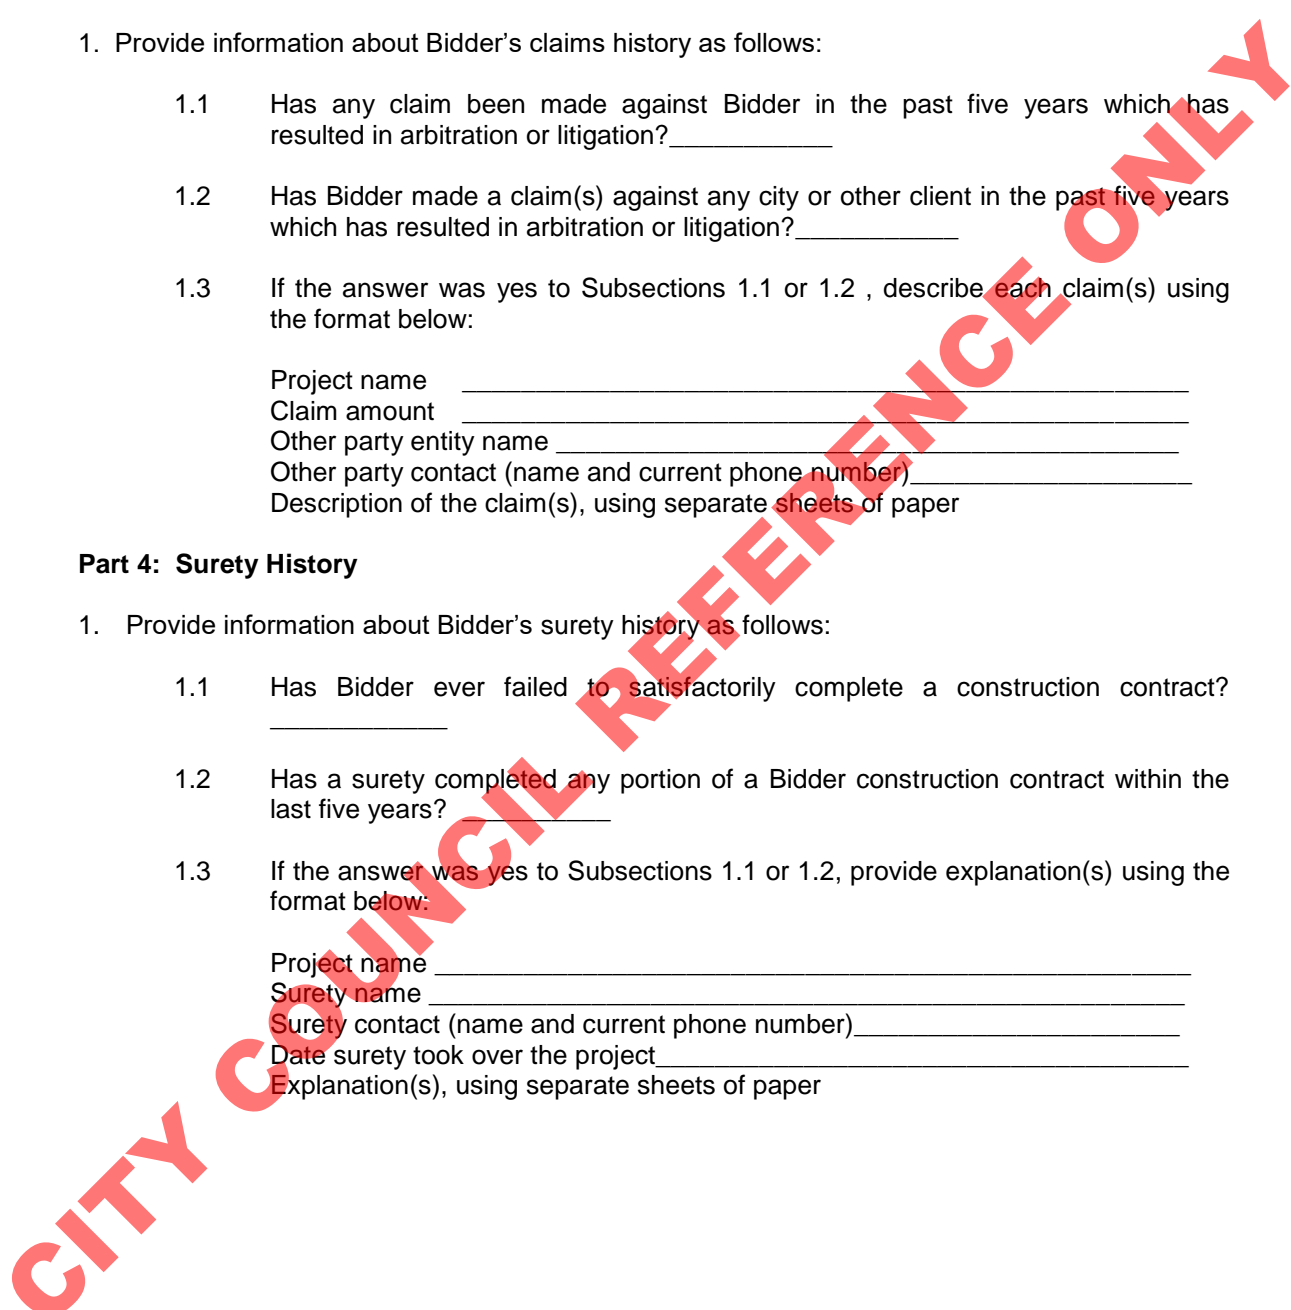 1. Provide information about Bidder’s claims history as follows:
1.1 Has any claim been made against Bidder in the past five years which has
resulted in arbitration or litigation?___________
1.2 Has Bidder made a claim(s) against any city or other client in the past five years
which has resulted in arbitration or litigation?___________
1.3 If the answer was yes to Subsections 1.1 or 1.2 , describe each claim(s) using
the format below:
Project name _________________________________________________
Claim amount _________________________________________________
Other party entity name __________________________________________
Other party contact (name and current phone number)___________________
Description of the claim(s), using separate sheets of paper
Part 4: Surety History
1. Provide information about Bidder’s surety history as follows:
1.1 Has Bidder ever failed to satisfactorily complete a construction contract?
____________
1.2 Has a surety completed any portion of a Bidder construction contract within the
last five years? __________
1.3 If the answer was yes to Subsections 1.1 or 1.2, provide explanation(s) using the
format below:
Project name ___________________________________________________
Surety name ___________________________________________________
Surety contact (name and current phone number)______________________
Date surety took over the project____________________________________
Explanation(s), using separate sheets of paper
CITY COUNCIL REFERENCE ONLY